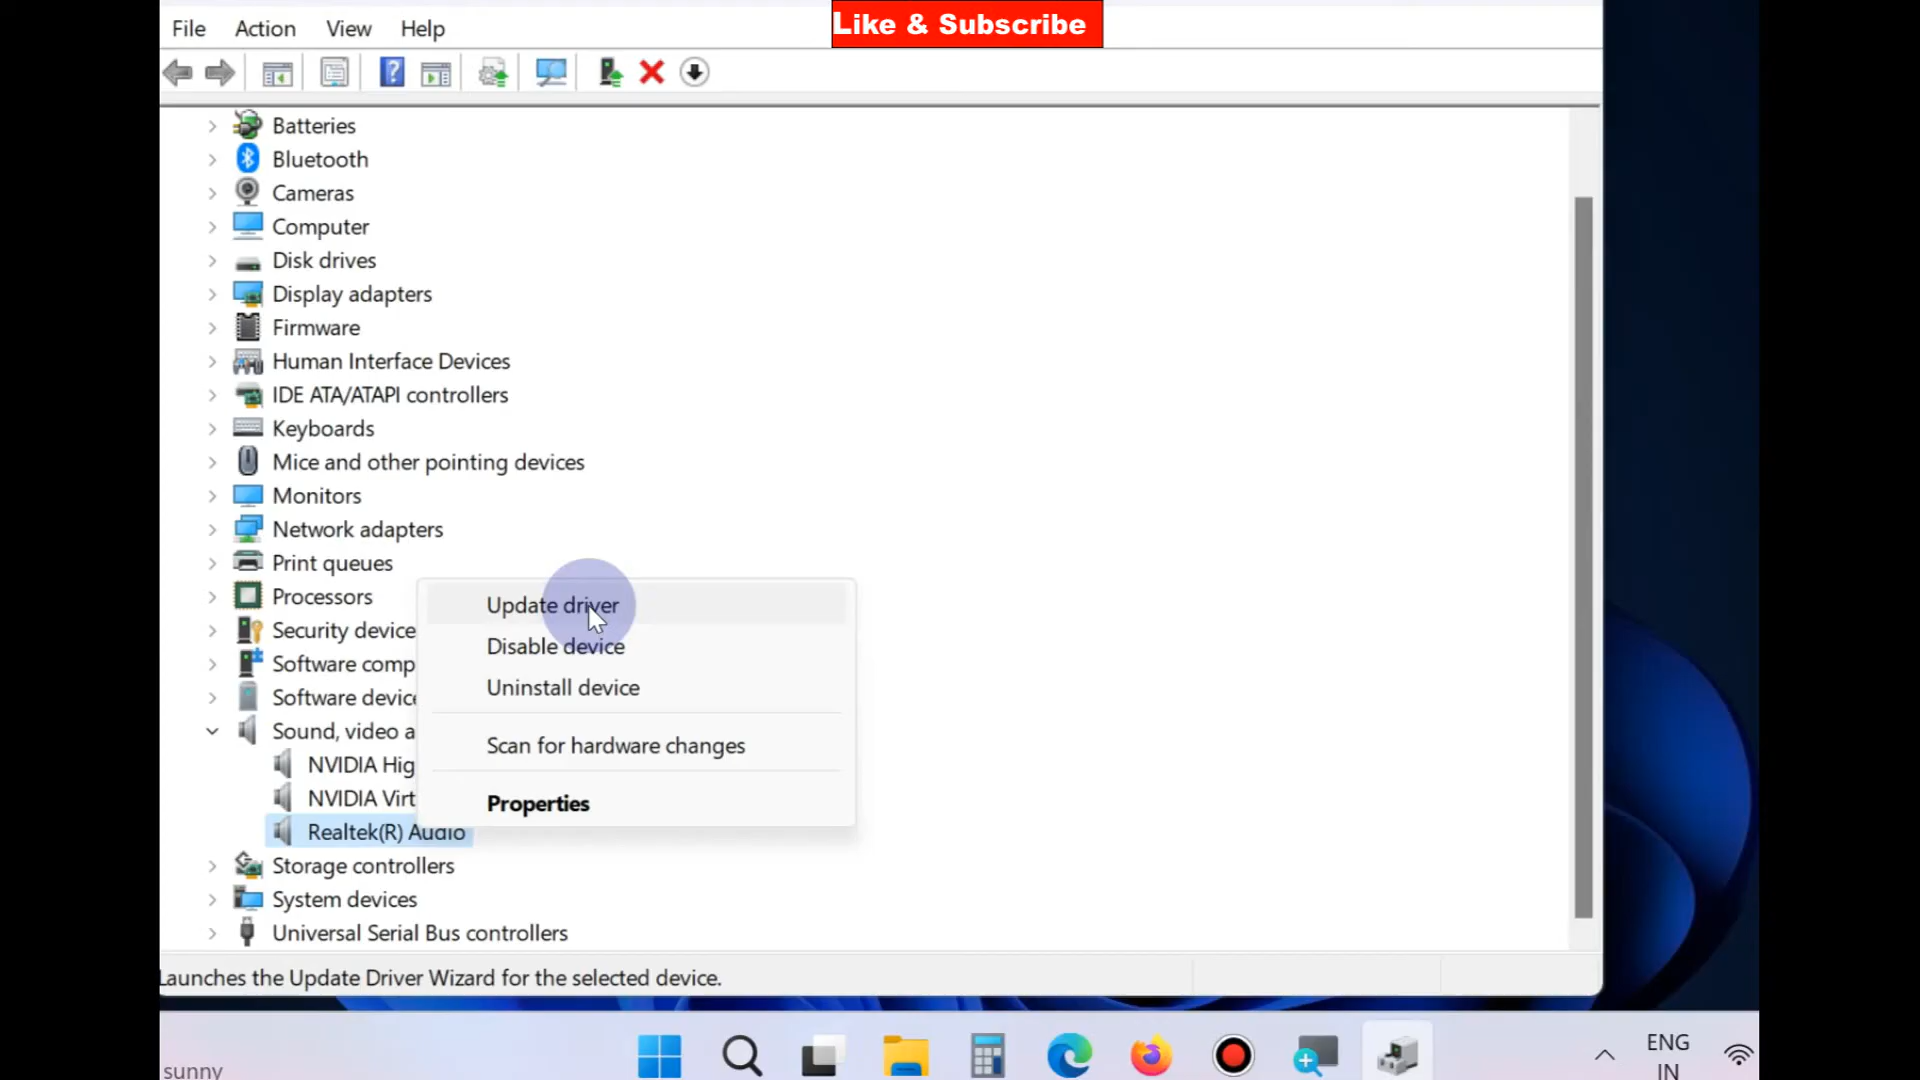 Like & Subscribe
File Action View Help
Batteries
Bluetooth
Cameras
Computer
Disk drives
Display adapters
Firmware
Human Interface Devices
IDE ATA/ATAPI controllers
Keyboards
Mice and other pointing devices
Monitors
Network adapters
Print queues
Processors
Security device
Software comp
Software device
Sound, video a
NVIDIA Hig
NVIDIA Virt
Realtek(R) Audio
Storage controllers
System devices
Universal Serial Bus controllers
Update driver
Disable device
Uninstall device
Scan for hardware changes
Properties
Launches the Update Driver Wizard for the selected device.
sunny
ENG
IN